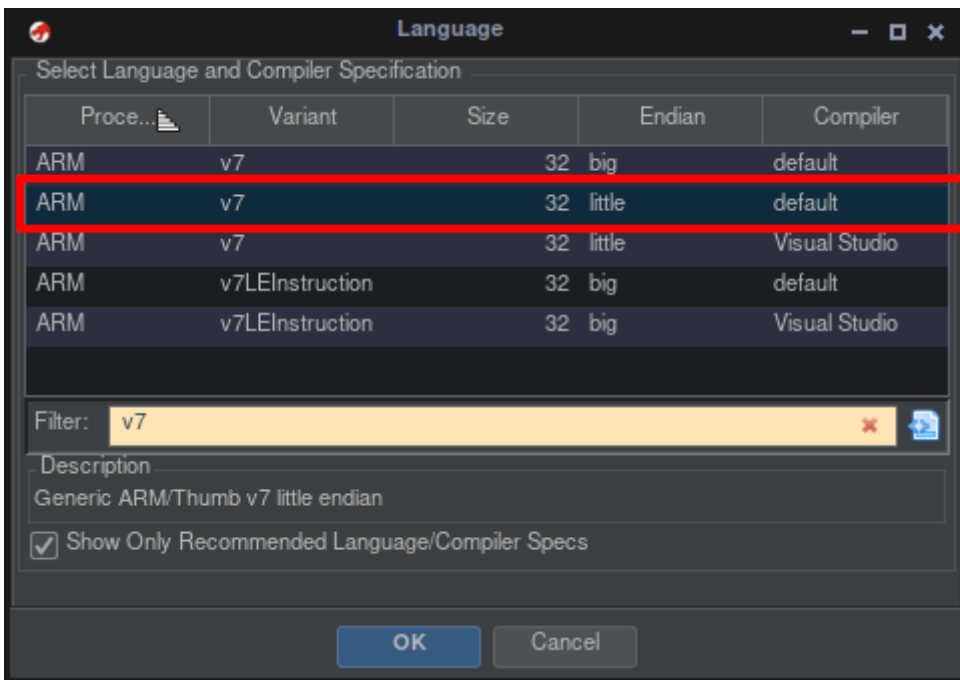 Language
Select Language and Compiler Specification
Proce... Variant Size Endian Compiler
ARM v7 32 big default
ARM v7 32 little default
ARM v7 32 little Visual Studio
ARM v7LEInstruction 32 big default
ARM v7LEInstruction 32 big Visual Studio
Filter: v7
Description
Generic ARM/Thumb v7 little endian
Show Only Recommended Language/Compiler Specs
OK Cancel